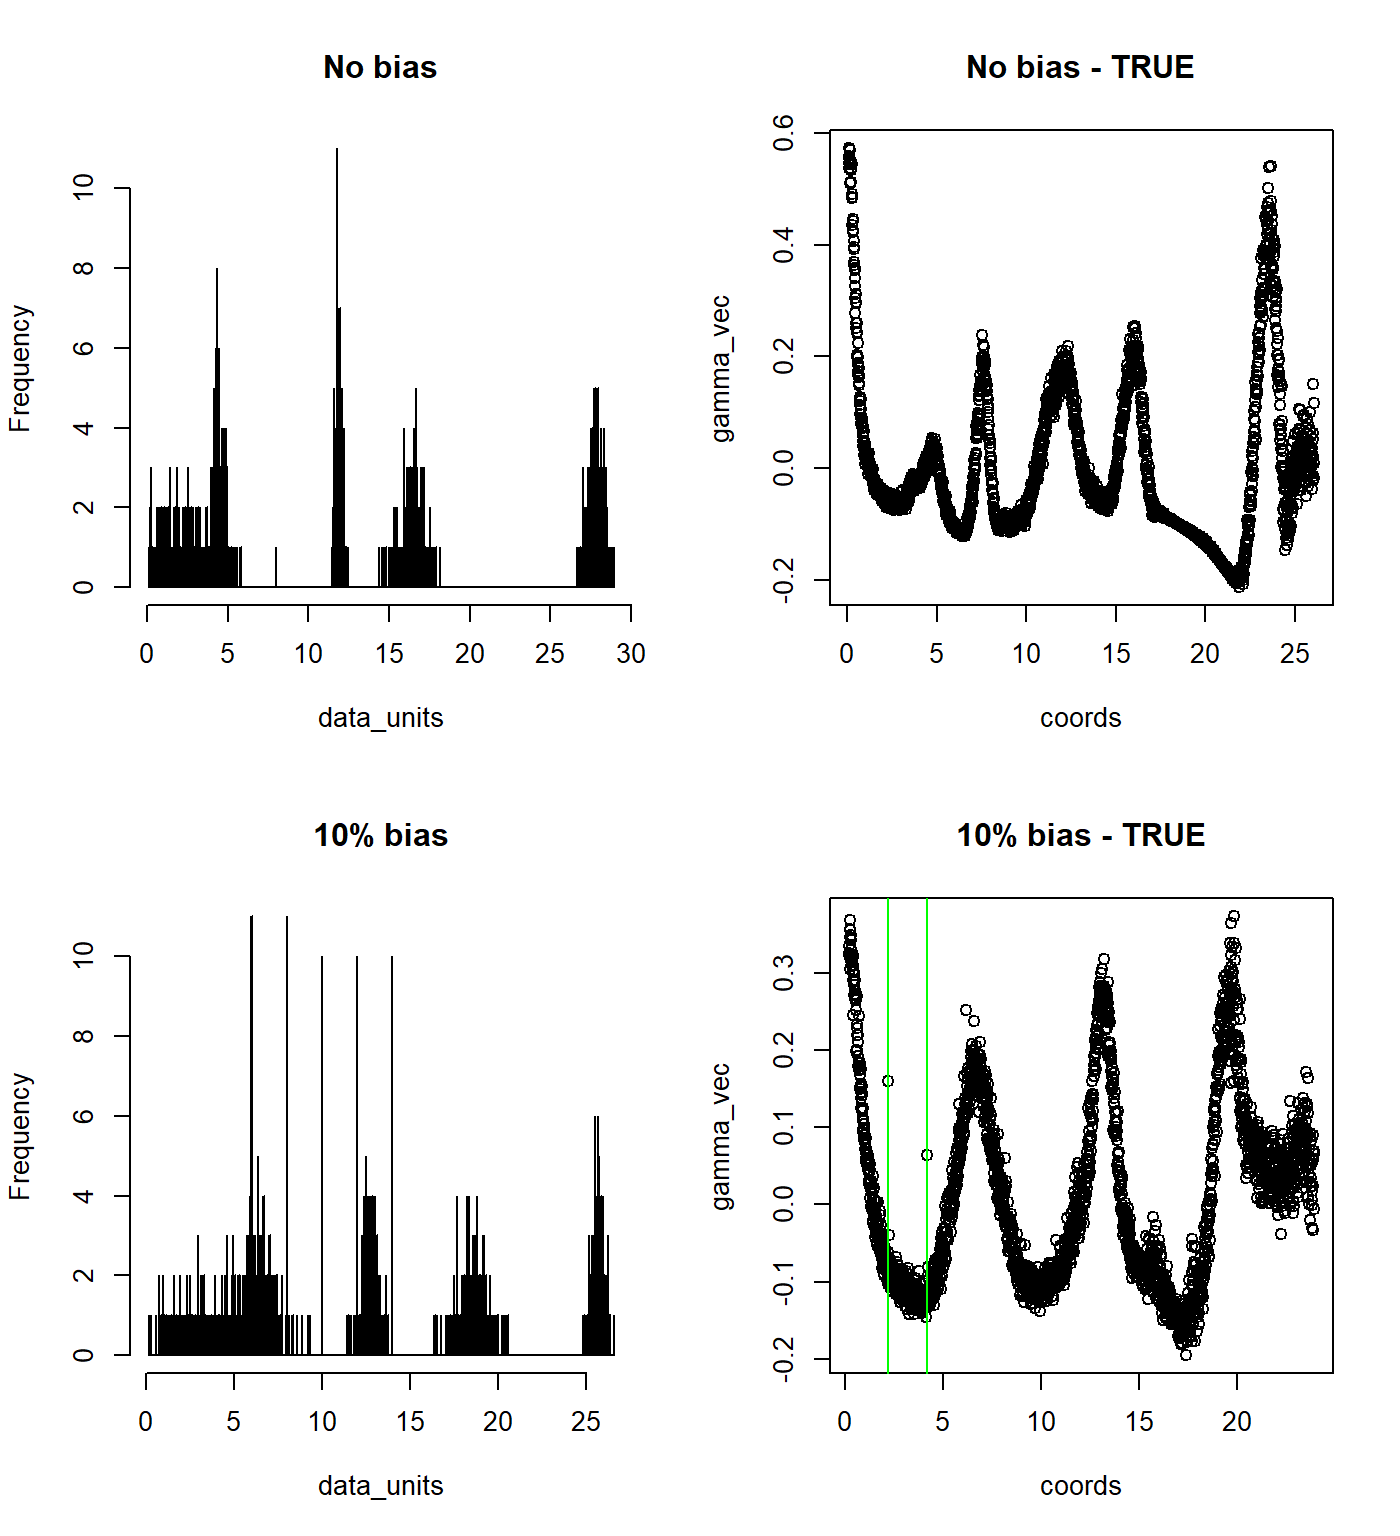 No bias
Frequency
0 2 4 6 8 10
0 5 10 15 20 25 30
data_units
No bias - TRUE
gamma_vec
-0.2 0.0 0.2 0.4 0.6
0 5 10 15 20 25
coords
10% bias
Frequency
0 2 4 6 8 10
0 5 10 15 20 25
data_units
10% bias - TRUE
gamma_vec
-0.2 -0.1 0.0 0.1 0.2 0.3
0 5 10 15 20
coords